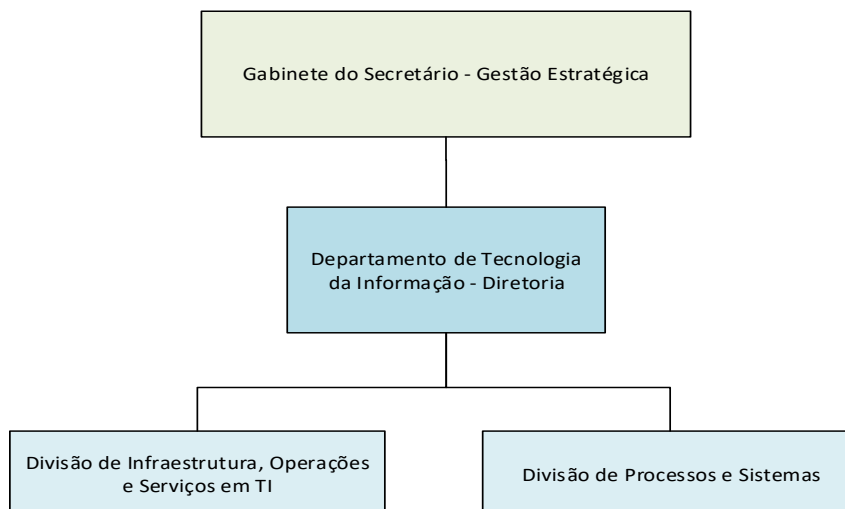 Gabinete do Secretário - Gestão Estratégica
Departamento de Tecnologia
da Informação - Diretoria
Divisão de Infraestrutura, Operações
e Serviços em TI
Divisão de Processos e Sistemas